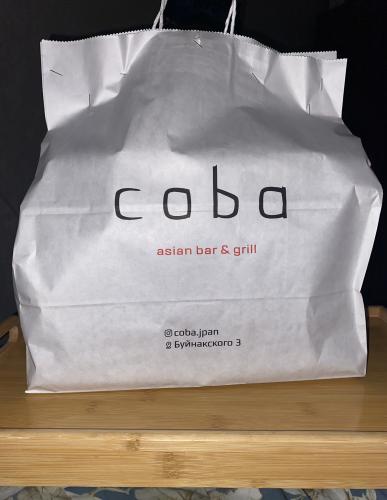 coba
asian bar & grill
coba.jpan
Буйнакского 3